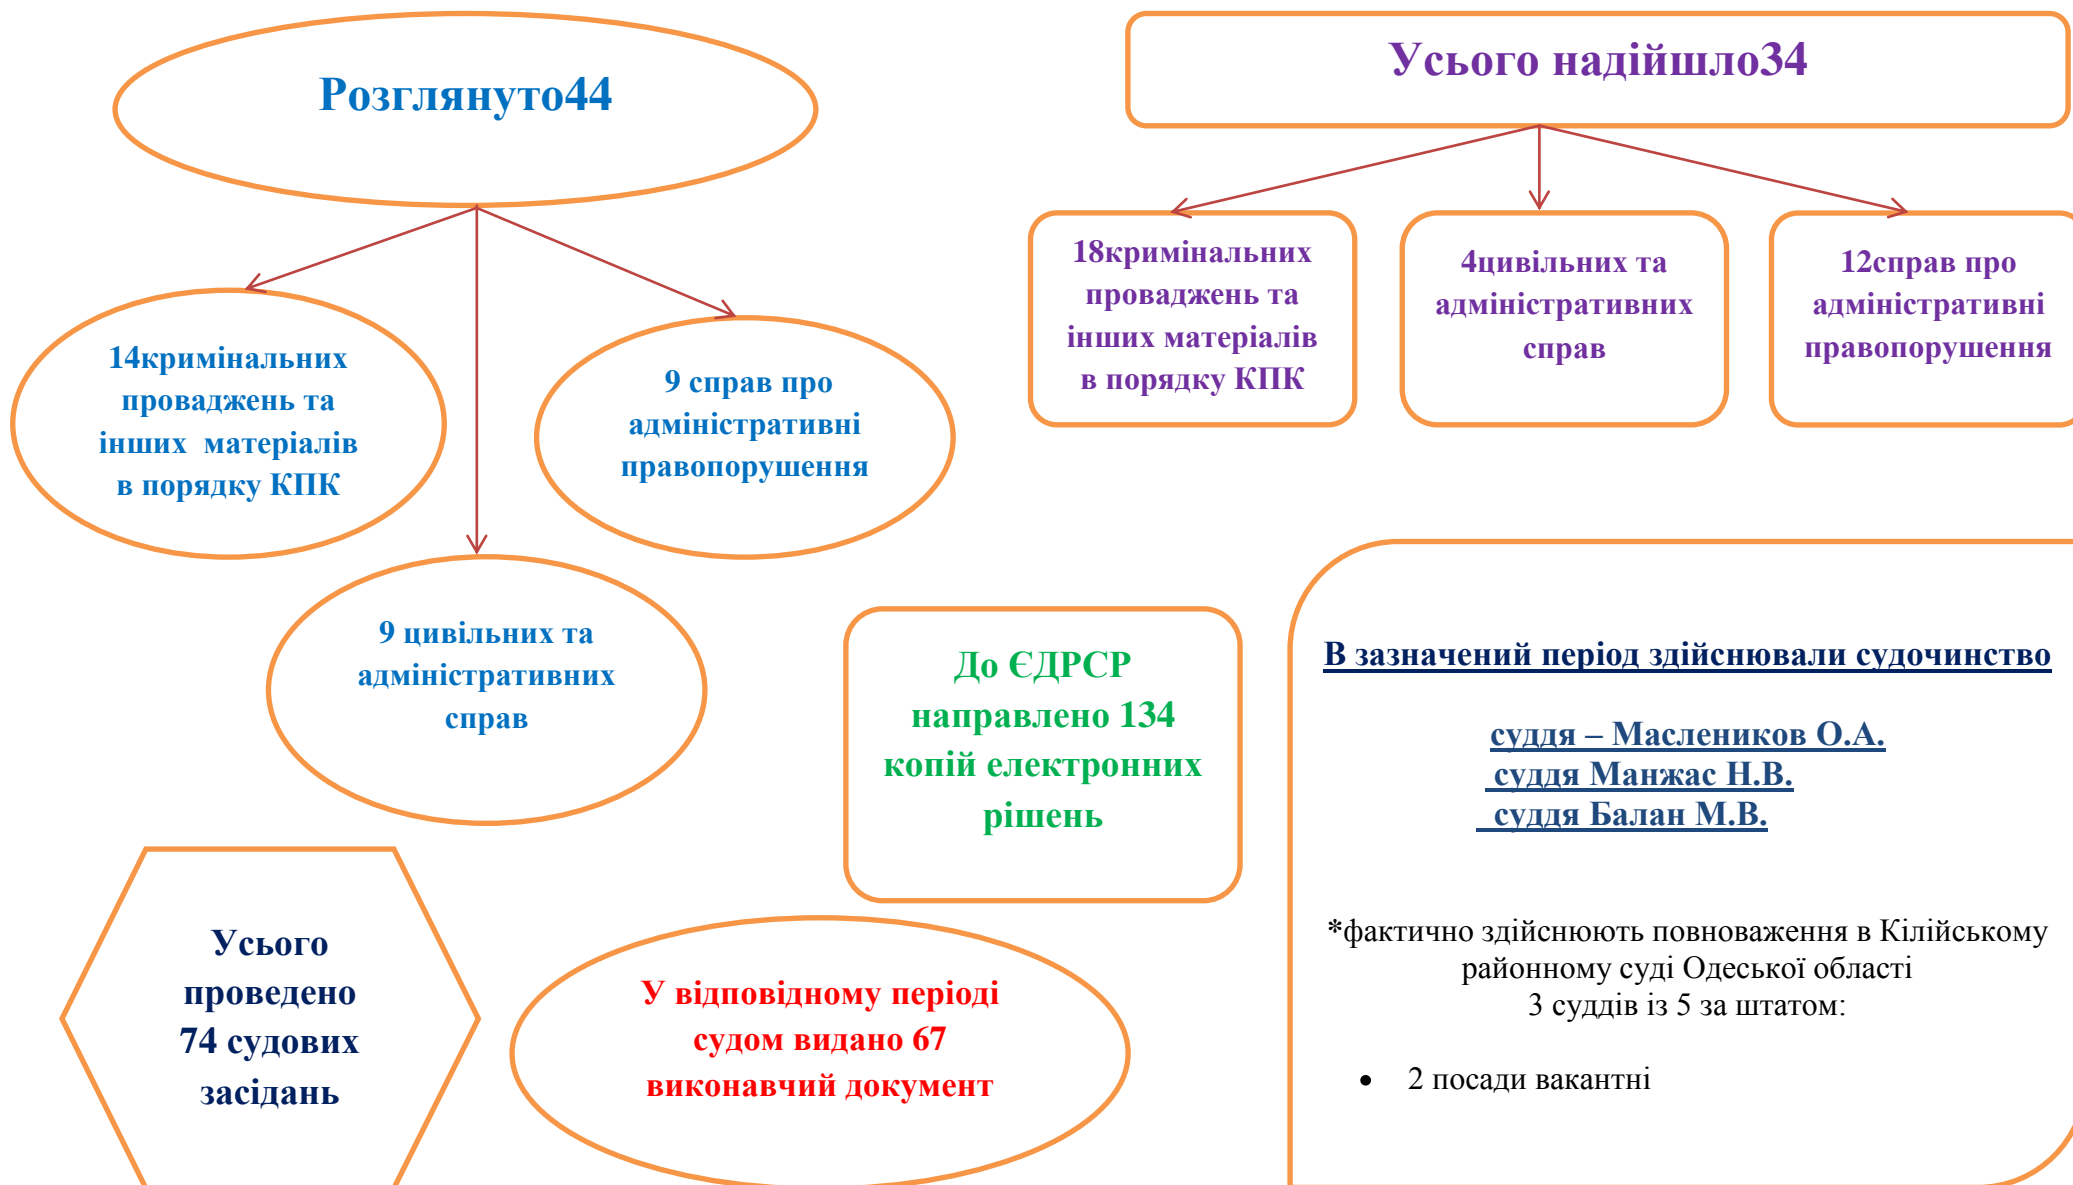 Розглянуто44
Усього надійшло34
14кримінальних
проваджень та
інших  матеріалів
в порядку КПК
9 справ про
адміністративні
правопорушення
9 цивільних та
адміністративних
справ
18кримінальних
проваджень та
інших матеріалів
в порядку КПК
4цивільних та
адміністративних
справ
12справ про
адміністративні
правопорушення
До ЄДРСР
направлено 134
копій електронних
рішень
В зазначений період здійснювали судочинство
суддя – Маслеников О.А.
суддя Манжас Н.В.
суддя Балан М.В.
*фактично здійснюють повноваження в Кілійському
районному суді Одеської області
3 суддів із 5 за штатом:
• 2 посади вакантні
Усього
проведено
74 судових
засідань
У відповідному періоді
судом видано 67
виконавчий документ